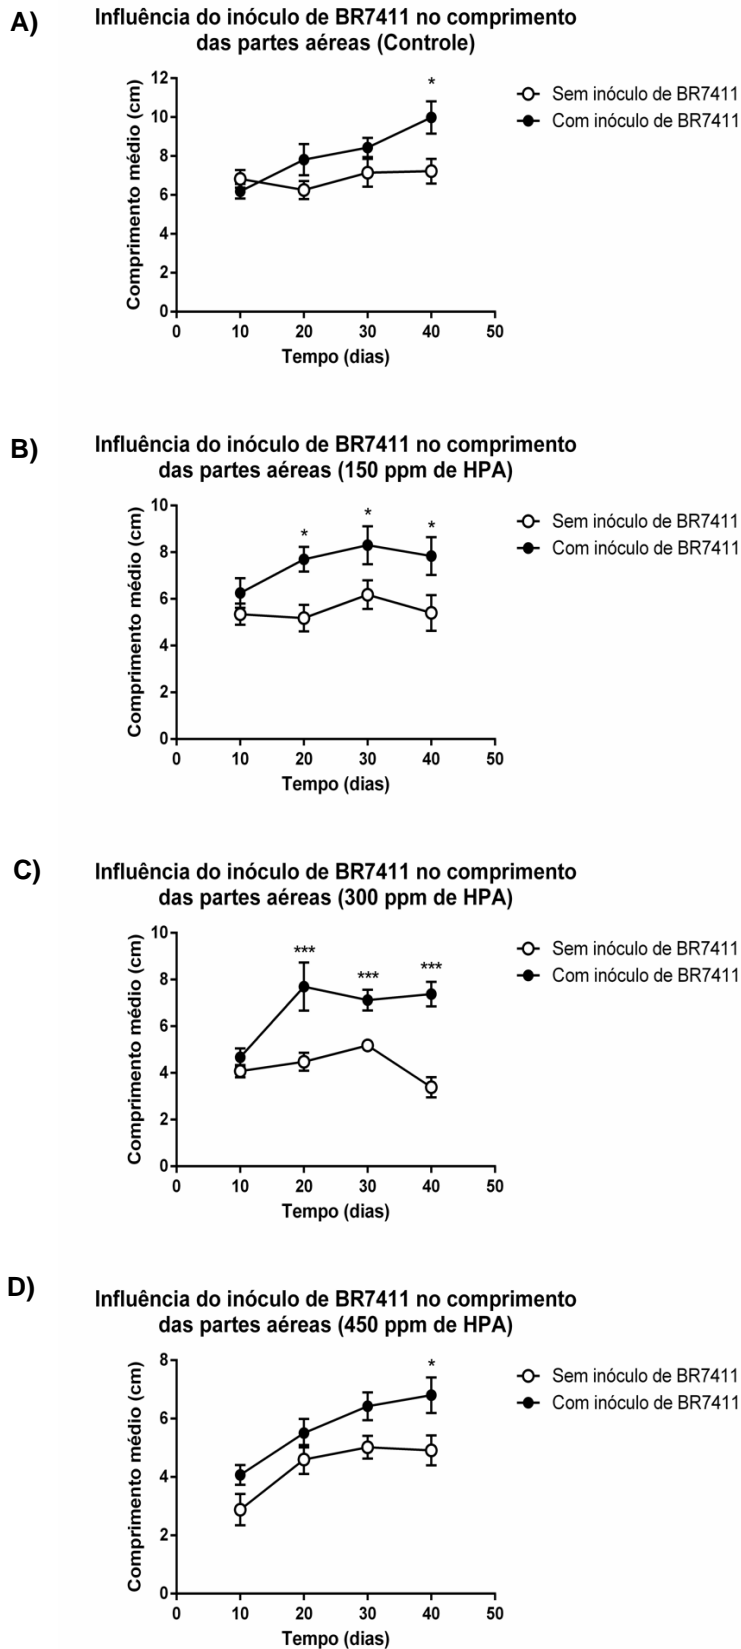 A)
Influência do inóculo de BR7411 no comprimento
das partes aéreas (Controle)
Comprimento médio (cm)
12
10
8
6
4
2
0
*
0 10 20 30 40 50
Tempo (dias)
Sem inóculo de BR7411
Com inóculo de BR7411
B)
Influência do inóculo de BR7411 no comprimento
das partes aéreas (150 ppm de HPA)
Comprimento médio (cm)
10
8
6
4
2
0
* * *
0 10 20 30 40 50
Tempo (dias)
Sem inóculo de BR7411
Com inóculo de BR7411
C)
Influência do inóculo de BR7411 no comprimento
das partes aéreas (300 ppm de HPA)
Comprimento médio (cm)
10
8
6
4
2
0
*** *** ***
0 10 20 30 40 50
Tempo (dias)
Sem inóculo de BR7411
Com inóculo de BR7411
D)
Influência do inóculo de BR7411 no comprimento
das partes aéreas (450 ppm de HPA)
Comprimento médio (cm)
8
6
4
2
0
*
0 10 20 30 40 50
Tempo (dias)
Sem inóculo de BR7411
Com inóculo de BR7411